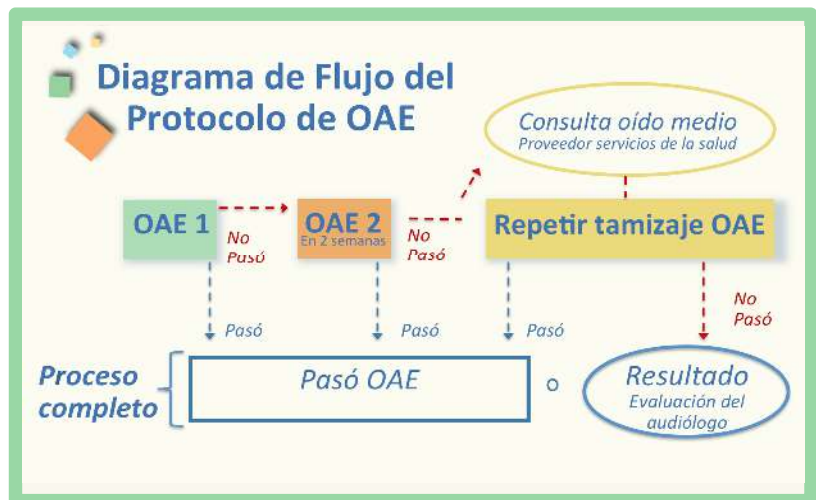 Diagrama de Flujo del
Protocolo de OAE
Consulta oído medio
Proveedor servicios de la salud
OAE 1
No
Pasó
OAE 2
En 2 semanas
No
Pasó
Repetir tamizaje OAE
Pasó
Pasó
Pasó
No
Pasó
Proceso
completo
Pasó OAE
o
Resultado
Evaluación del
audiólogo